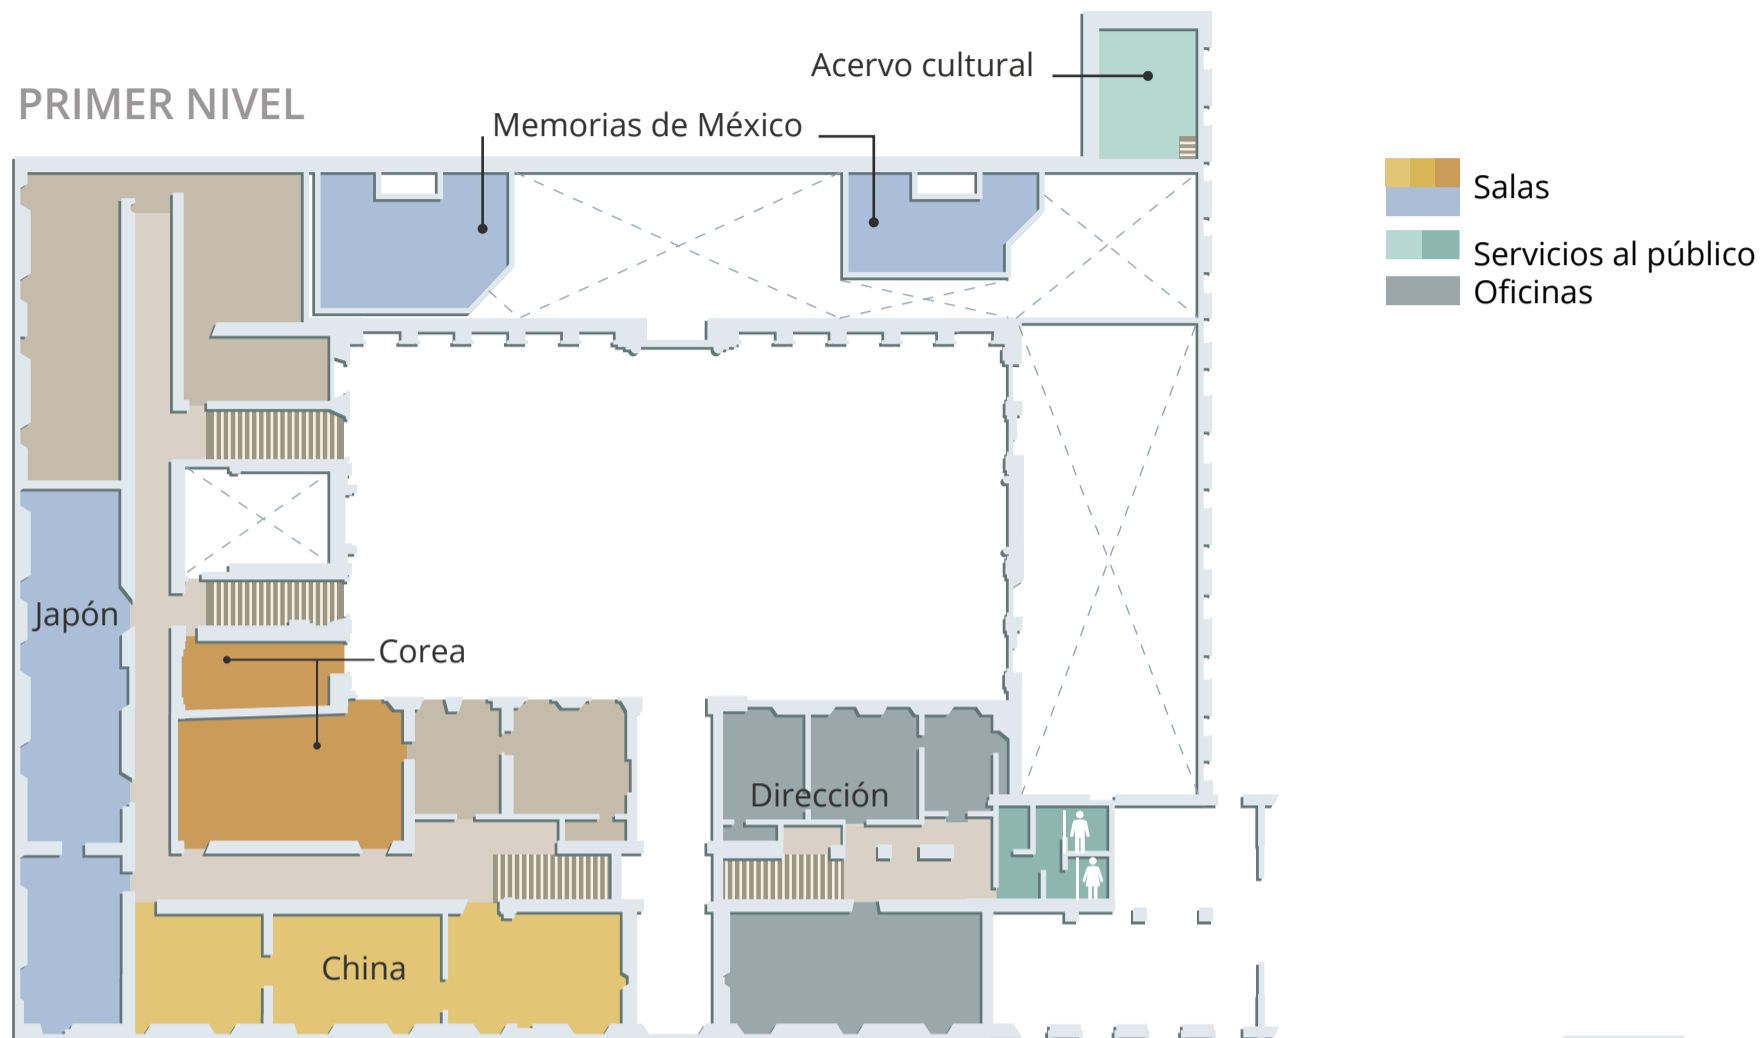 Acervo cultural
PRIMER NIVEL
Memorias de México
Salas
Servicios al público
Oficinas
Japón
Corea
Dirección
China